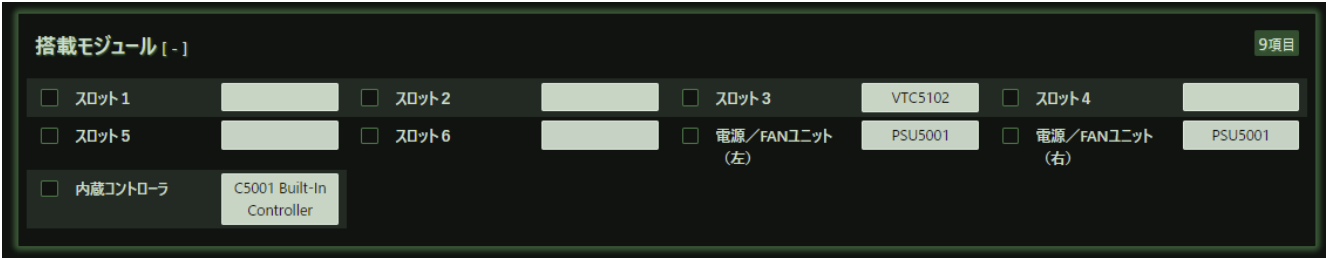 搭載モジュール [ - ]
9項目
スロット1
スロット2
スロット3 VTC5102
スロット4
スロット5
スロット6
電源／FANユニット
（左） PSU5001
電源／FANユニット
（右） PSU5001
内蔵コントローラ C5001 Built-In
Controller